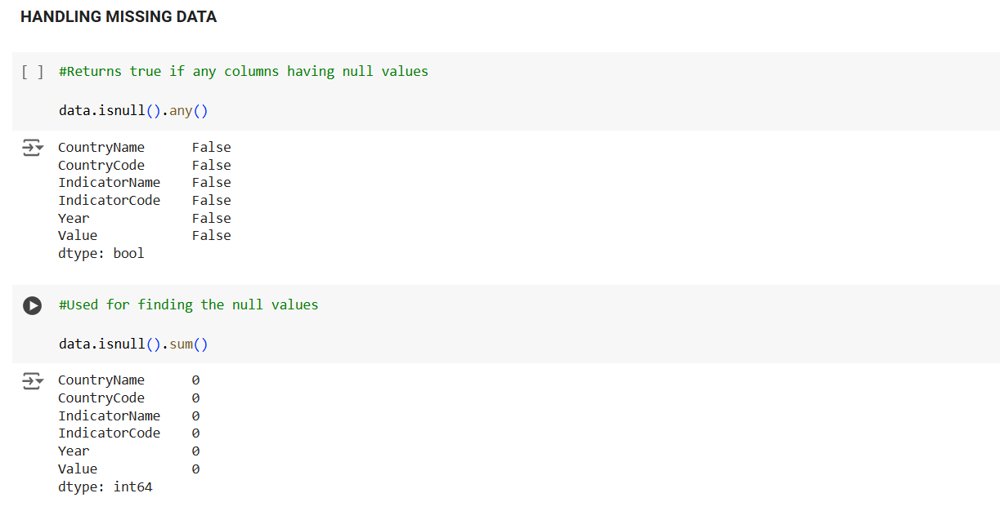 HANDLING MISSING DATA
[ ] #Returns true if any columns having null values
data.isnull().any()
CountryName False
CountryCode False
IndicatorName False
IndicatorCode False
Year False
Value False
dtype: bool
#Used for finding the null values
data.isnull().sum()
CountryName 0
CountryCode 0
IndicatorName 0
IndicatorCode 0
Year 0
Value 0
dtype: int64